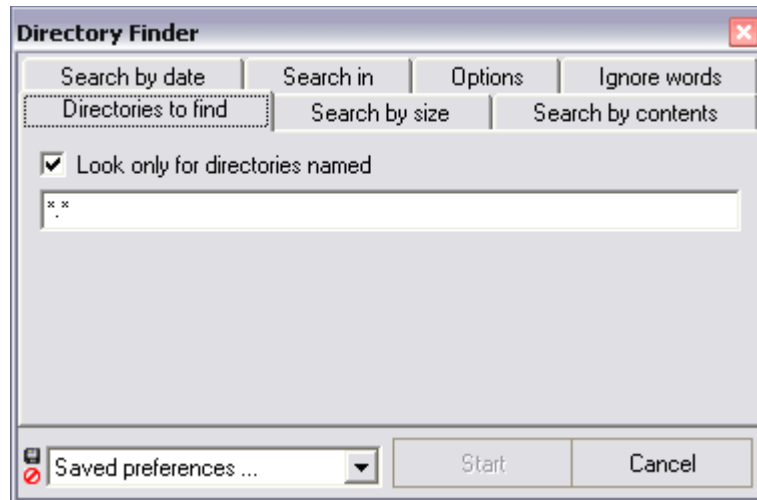 Directory Finder
Search by date Search in Options Ignore words
Directories to find Search by size Search by contents
Look only for directories named
*.*
Saved preferences ... Start Cancel